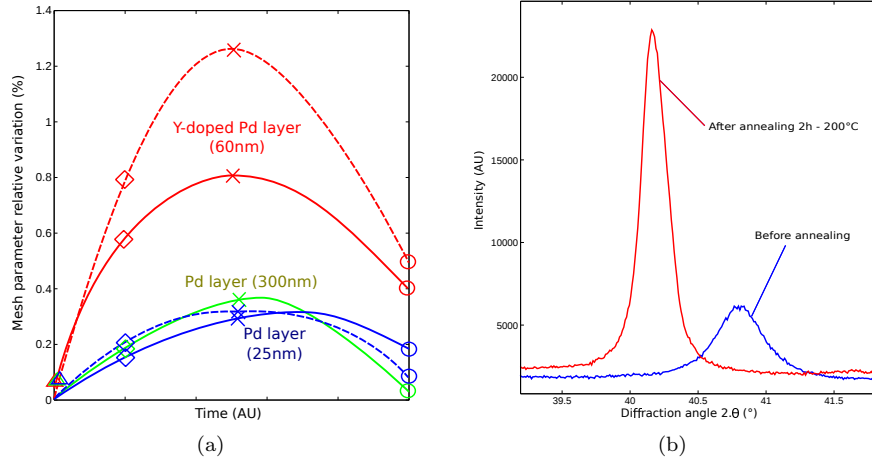 1.4
1.2
1
0.8
0.6
0.4
0.2
0
Mesh parameter relative variation (%)
Y-doped Pd layer
(60nm)
Pd layer (300nm)
Pd layer
(25nm)
Time (AU)
(a)
20000
15000
10000
5000
Intensity (AU)
After annealing 2h - 200°C
Before annealing
39.5
40
40.5
41
41.5
Diffraction angle 2.θ (°)
(b)